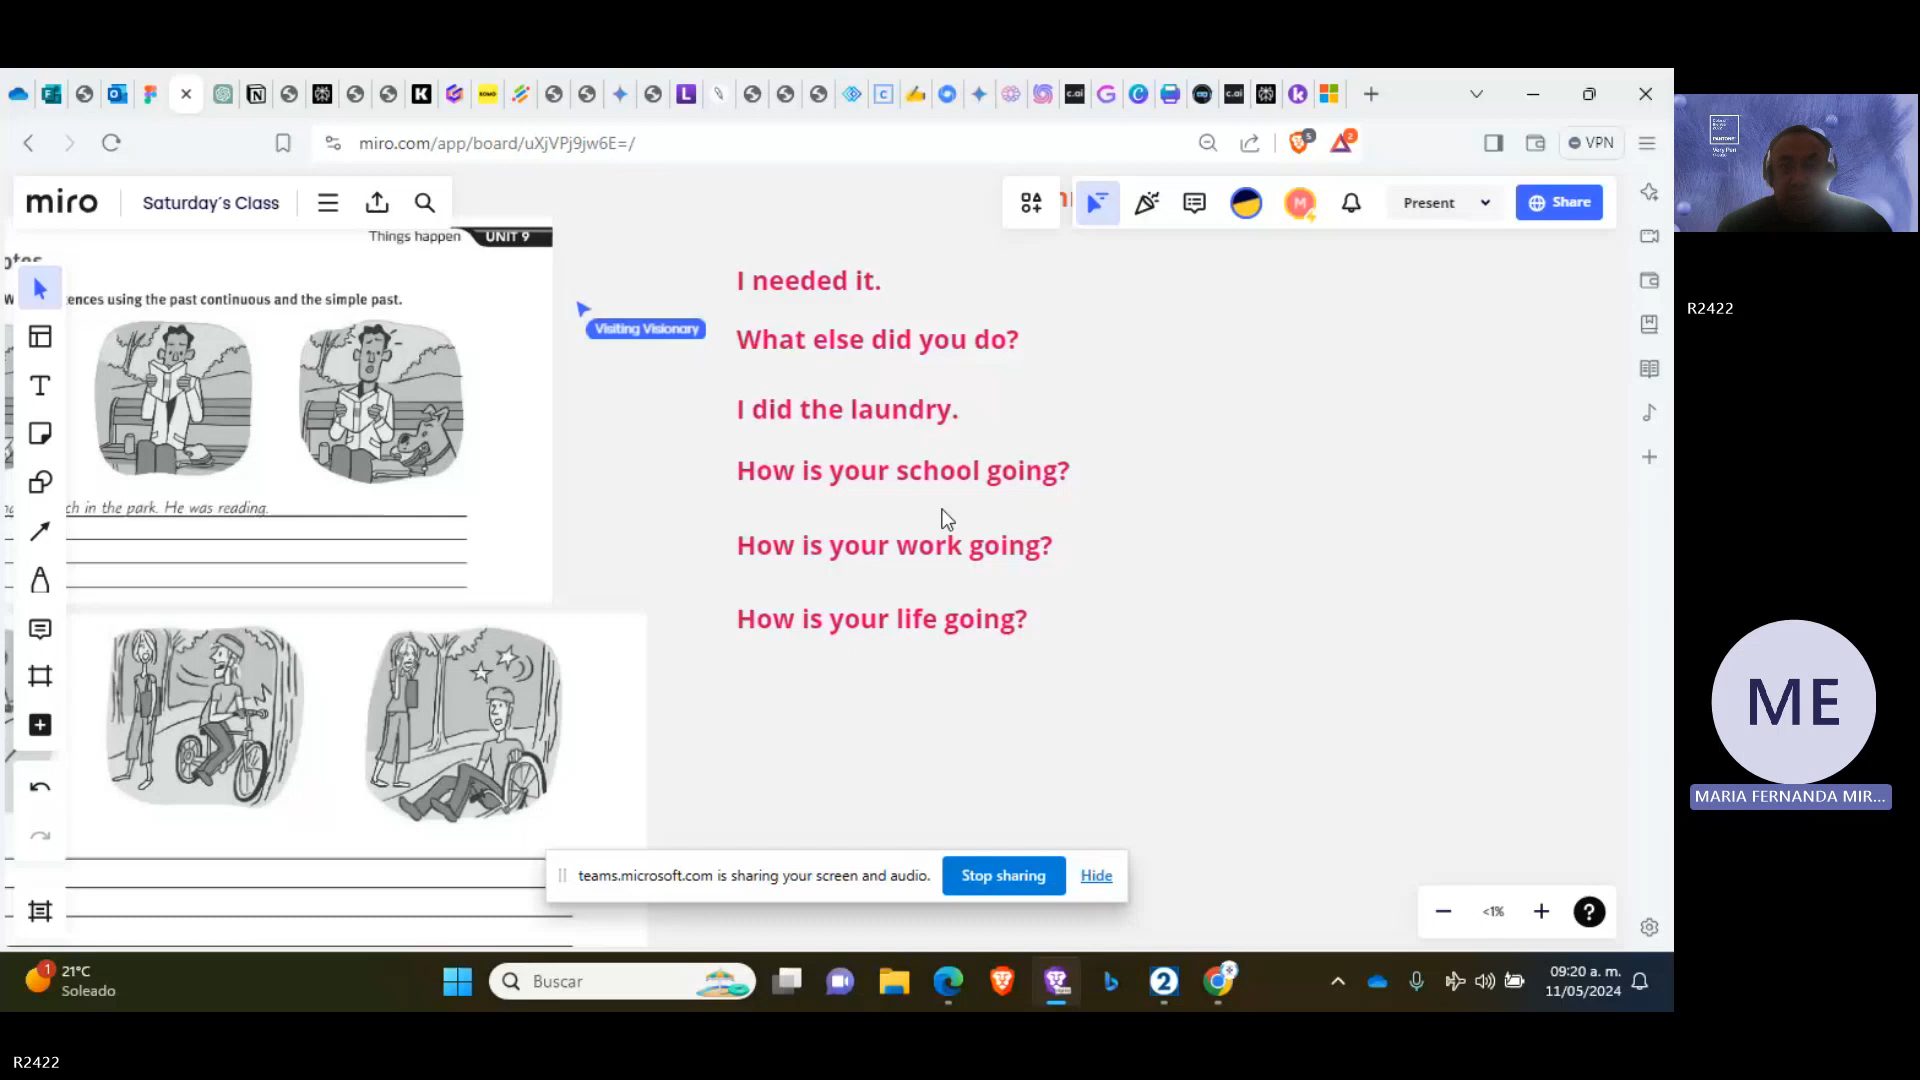 miro.com/app/board/uXjVPj9jw6E=/
VPN
miro
Saturday´s Class
Present
Share
Things happen UNIT 9
otes
ences using the past continuous and the simple past.
ch in the park. He was reading.
Visiting Visionary
I needed it.
What else did you do?
I did the laundry.
How is your school going?
How is your work going?
How is your life going?
teams.microsoft.com is sharing your screen and audio.
Stop sharing
Hide
<1%
21°C
Soleado
Buscar
09:20 a. m.
11/05/2024
R2422
ME
MARIA FERNANDA MIR...
R2422